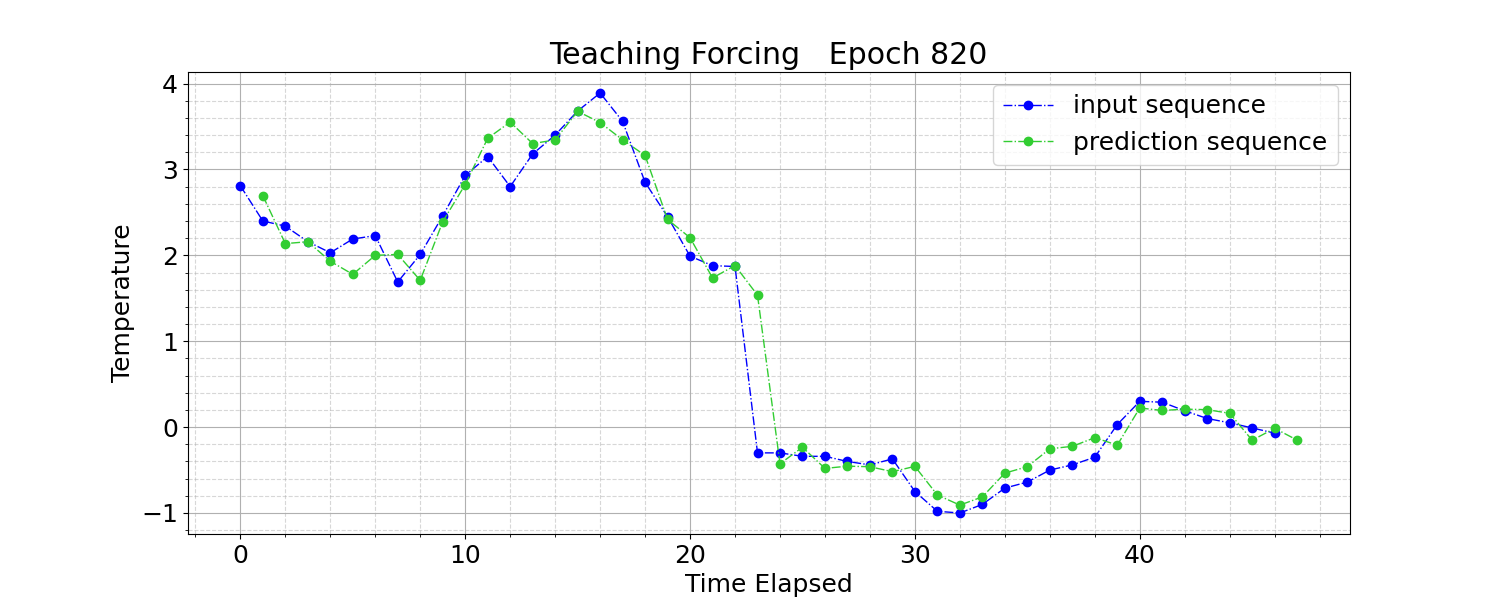 Teaching Forcing   Epoch 820
input sequence
prediction sequence
Temperature
4
3
2
1
0
−1
0 10 20 30 40
Time Elapsed